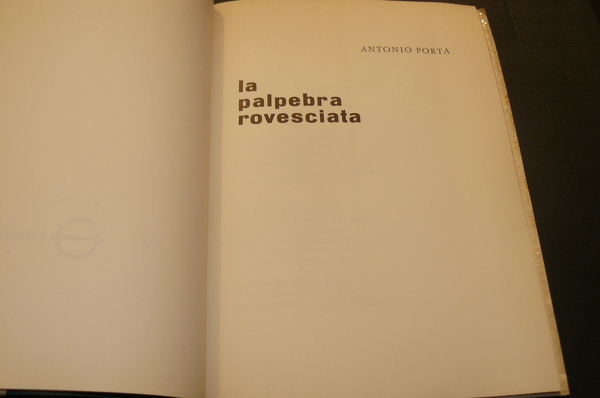 ANTONIO PORTA
la
palpebra
rovesciata